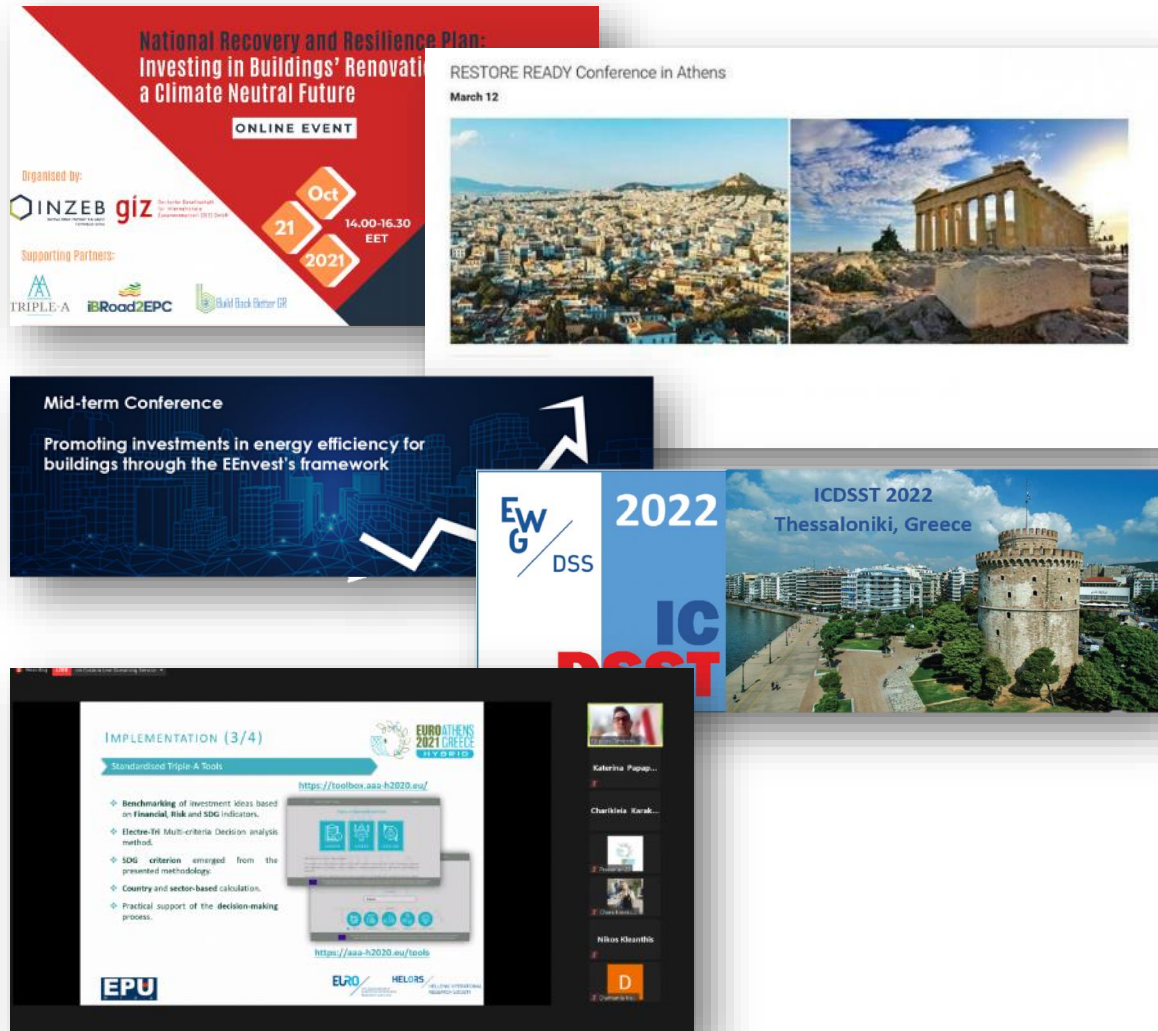 National Recovery and Resilience Plan:
Investing in Buildings' Renovati
a Climate Neutral Future
ONLINE EVENT
Organised by:
INZEB
giz
Oct
21
2021
14.00-16.30
EET
Supporting Partners:
TRIPLE-A
iBRoad2EPC
Build Back Better GR
RESTORE READY Conference in Athens
March 12
Mid-term Conference
Promoting investments in energy efficiency for
buildings through the EEnvest's framework
EWG
DSS
2022
IC
DSST
ICDSST 2022
Thessaloniki, Greece
IMPLEMENTATION (3/4)
EUROATHENS
2021 GREECE
HYBRID
Standardised Triple-A Tools
https://toolbox.aaa-h2020.eu/
Benchmarking of investment ideas based
on Financial, Risk and SDG indicators.
Electre-Tri Multi-criteria Decision analysis
method.
SDG criterion emerged from the
presented methodology.
Country and sector-based calculation.
Practical support of the decision-making
process.
https://aaa-h2020.eu/tools
EPU
EURO
HELORS
HELLENIC OPERATIONAL
RESEARCH SOCIETY
Katerina Papap...
Charikleia Karak...
Nikos Kleanthis
D